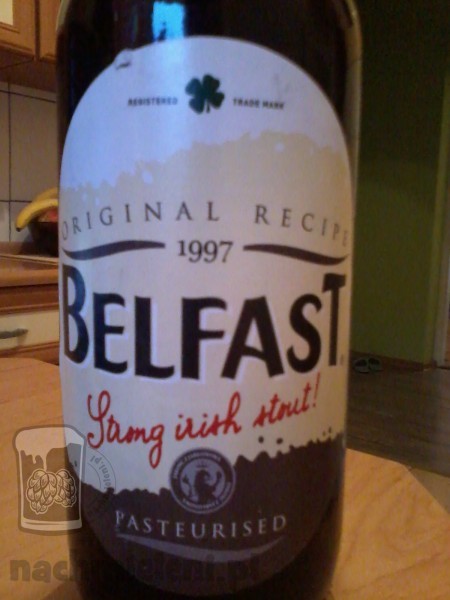 REGISTERED TRADE MARK
ORIGINAL RECIPE
1997
BELFAST
Strong irish stout!
PASTEURISED